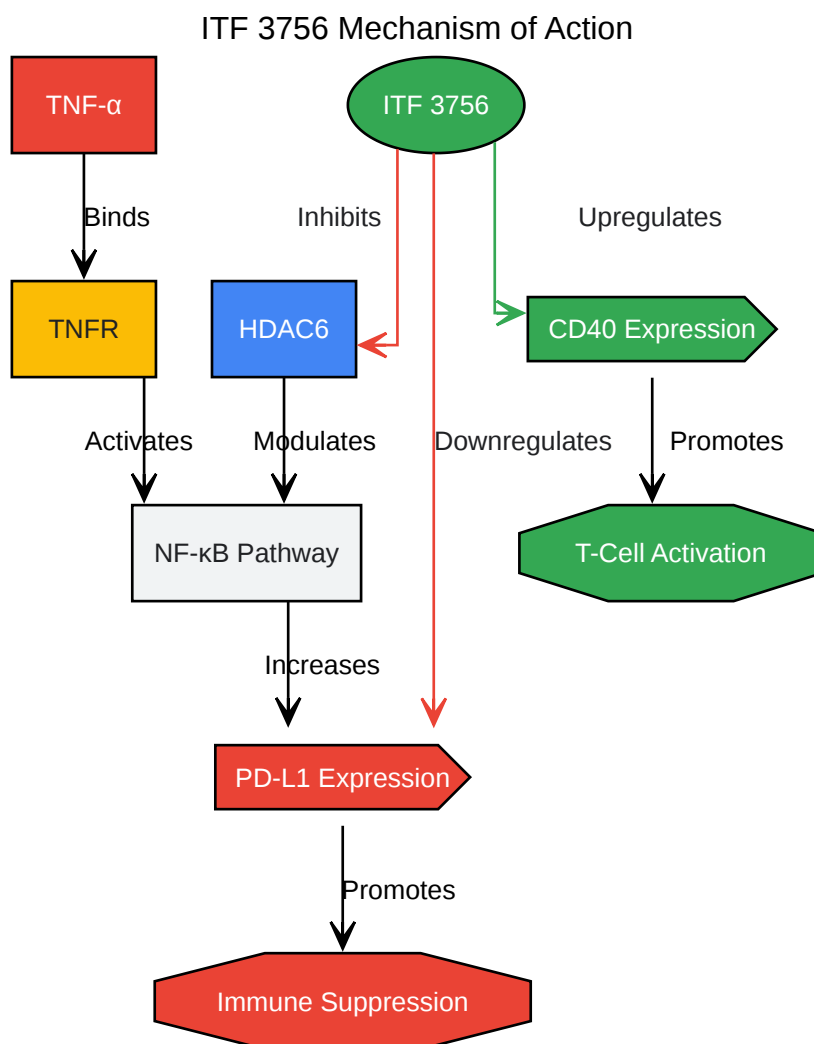 ITF 3756 Mechanism of Action
TNF-α
ITF 3756
Binds
Inhibits
Upregulates
TNFR
HDAC6
CD40 Expression
Activates
Modulates
Downregulates
Promotes
NF-κB Pathway
T-Cell Activation
Increases
PD-L1 Expression
Promotes
Immune Suppression